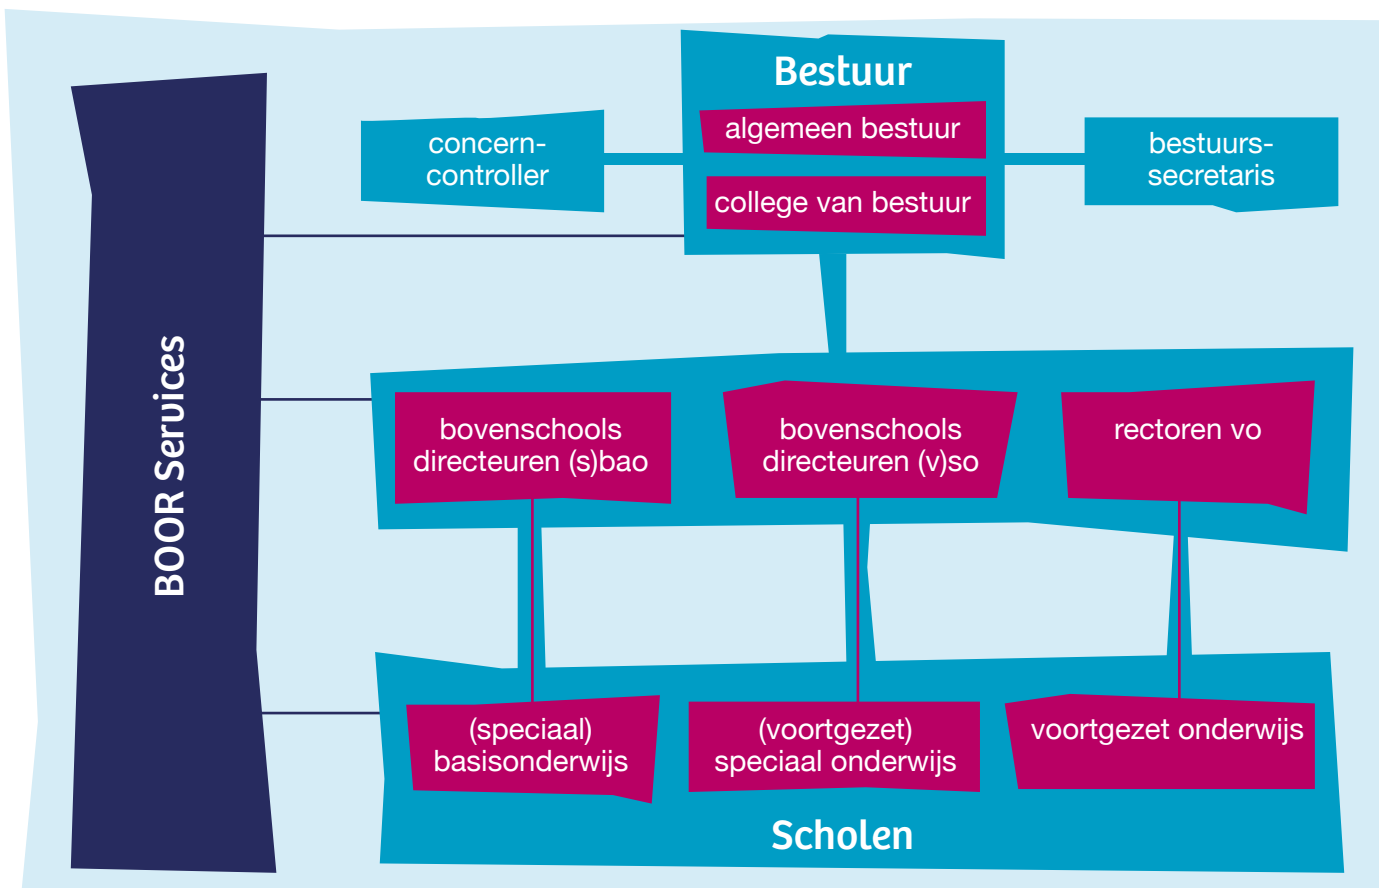 Bestuur
algemeen bestuur
college van bestuur
concern-
controller
bestuurs-
secretaris
BOOR Services
bovenschools
directeuren (s)bao
bovenschools
directeuren (v)so
rectoren vo
(speciaal)
basisonderwijs
(voortgezet)
speciaal onderwijs
voortgezet onderwijs
Scholen